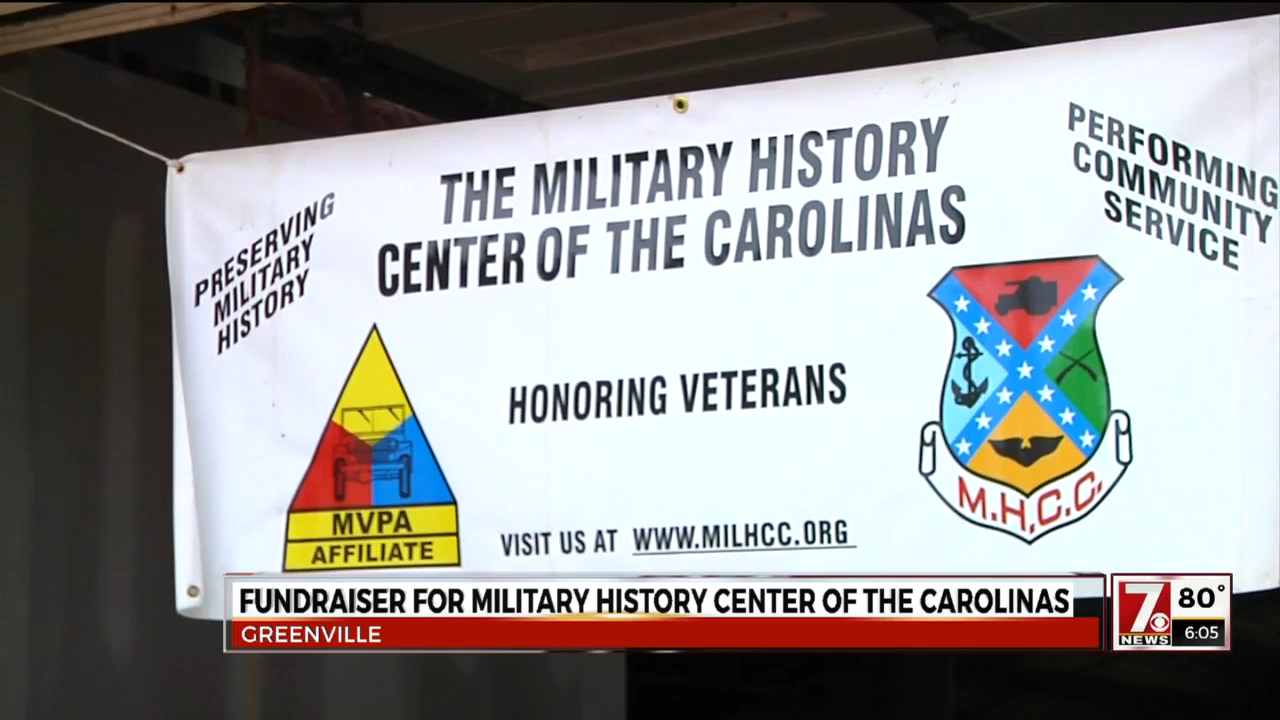 PRESERVING
MILITARY
HISTORY
THE MILITARY HISTORY
CENTER OF THE CAROLINAS
PERFORMING
COMMUNITY
SERVICE
HONORING VETERANS
MVPA
AFFILIATE
VISIT US AT WWW.MILHCC.ORG
M.H.C.C.
FUNDRAISER FOR MILITARY HISTORY CENTER OF THE CAROLINAS
GREENVILLE
7
NEWS
80°
6:05